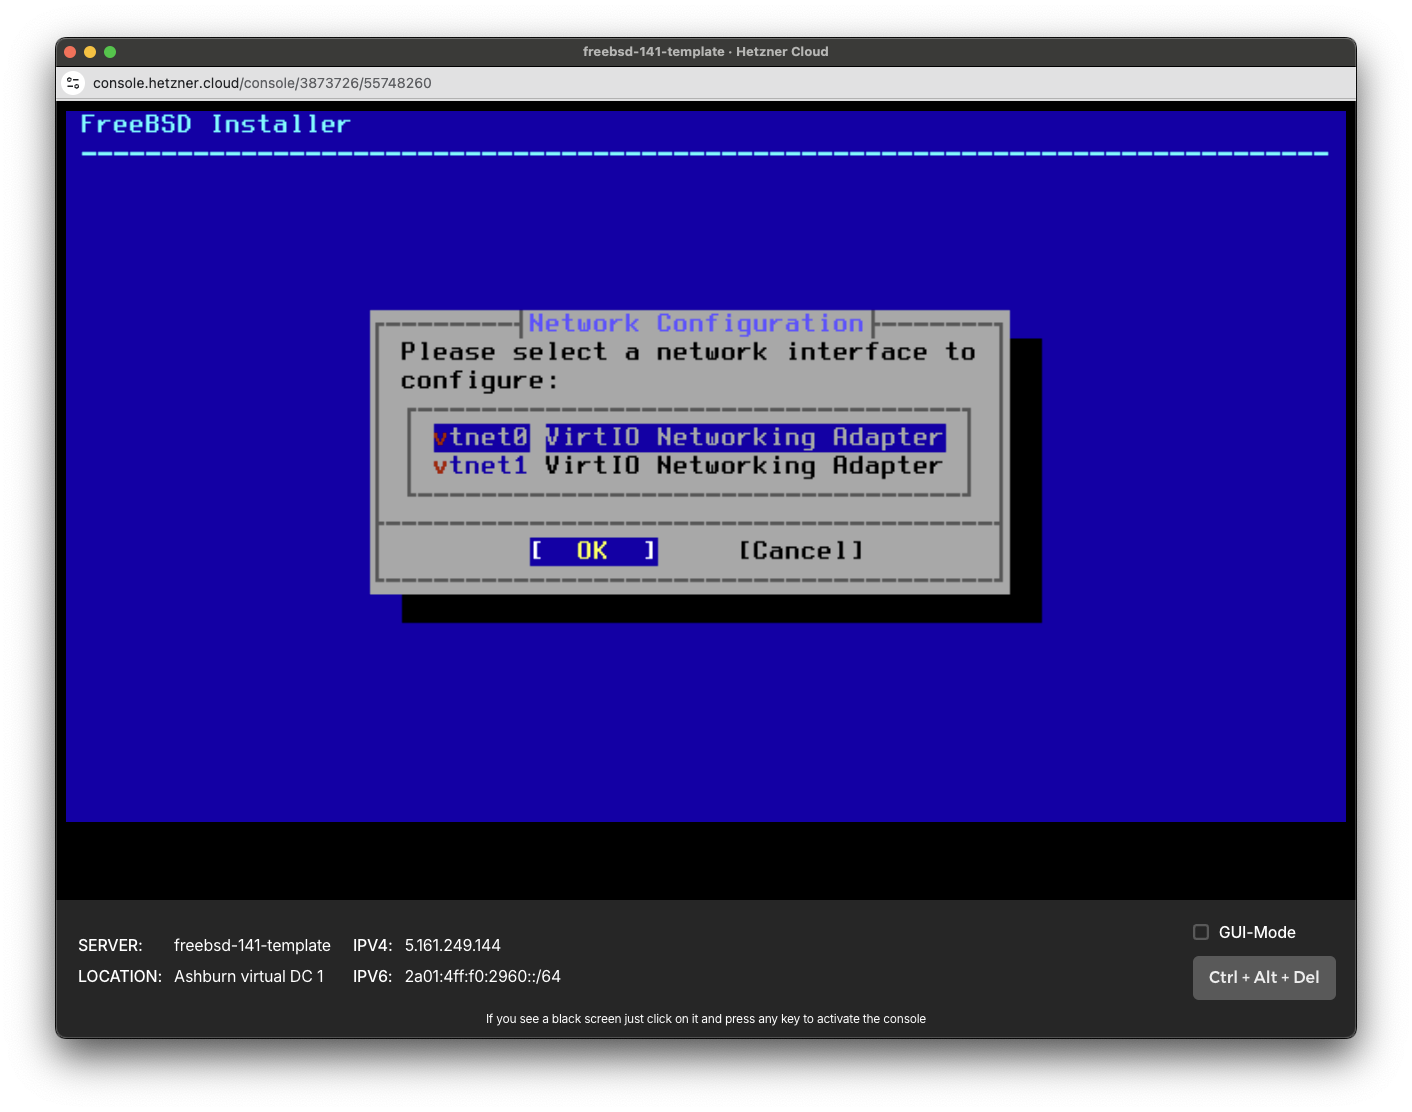 freebsd-141-template · Hetzner Cloud
console.hetzner.cloud/console/3873726/55748260
FreeBSD Installer
Network Configuration
Please select a network interface to
configure:
vtnet0 VirtIO Networking Adapter
vtnet1 VirtIO Networking Adapter
[ OK ] [Cancel]
SERVER: freebsd-141-template IPV4: 5.161.249.144
LOCATION: Ashburn virtual DC 1 IPV6: 2a01:4ff:f0:2960::/64
GUI-Mode
Ctrl + Alt + Del
If you see a black screen just click on it and press any key to activate the console